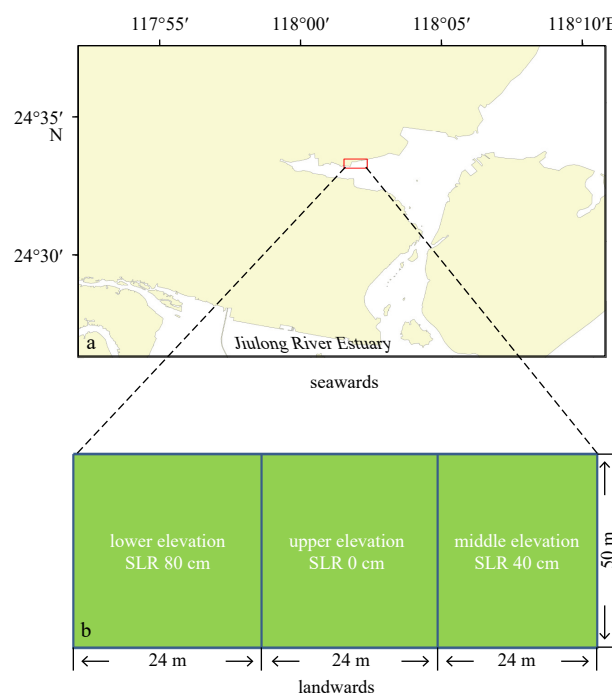 117°55′ 118°00′ 118°05′ 118°10′E
24°35′
N
24°30′
a
Jiulong River Estuary
seawards
lower elevation
SLR 80 cm
upper elevation
SLR 0 cm
middle elevation
SLR 40 cm
50 m
b
24 m 24 m 24 m
landwards